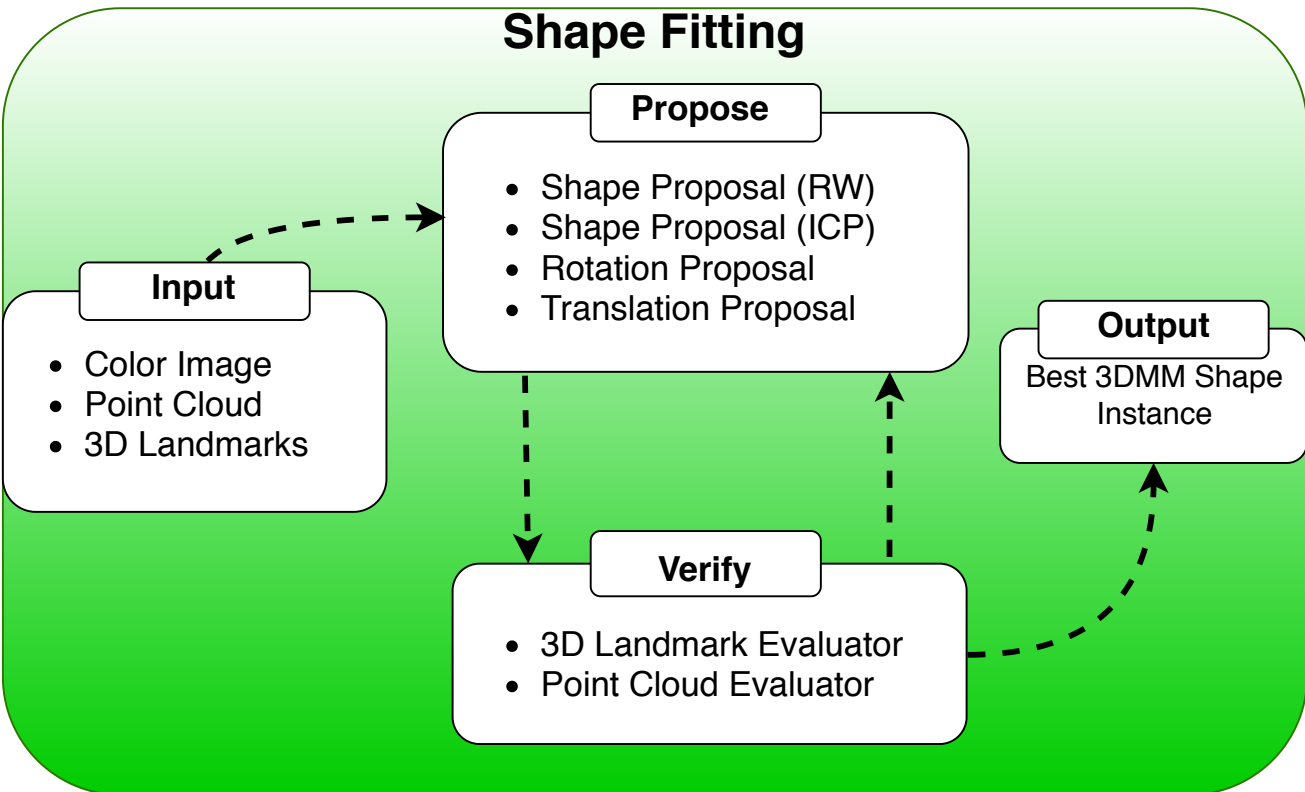 Shape Fitting
Propose
• Shape Proposal (RW)
• Shape Proposal (ICP)
• Rotation Proposal
• Translation Proposal
Input
• Color Image
• Point Cloud
• 3D Landmarks
Output
Best 3DMM Shape
Instance
Verify
• 3D Landmark Evaluator
• Point Cloud Evaluator